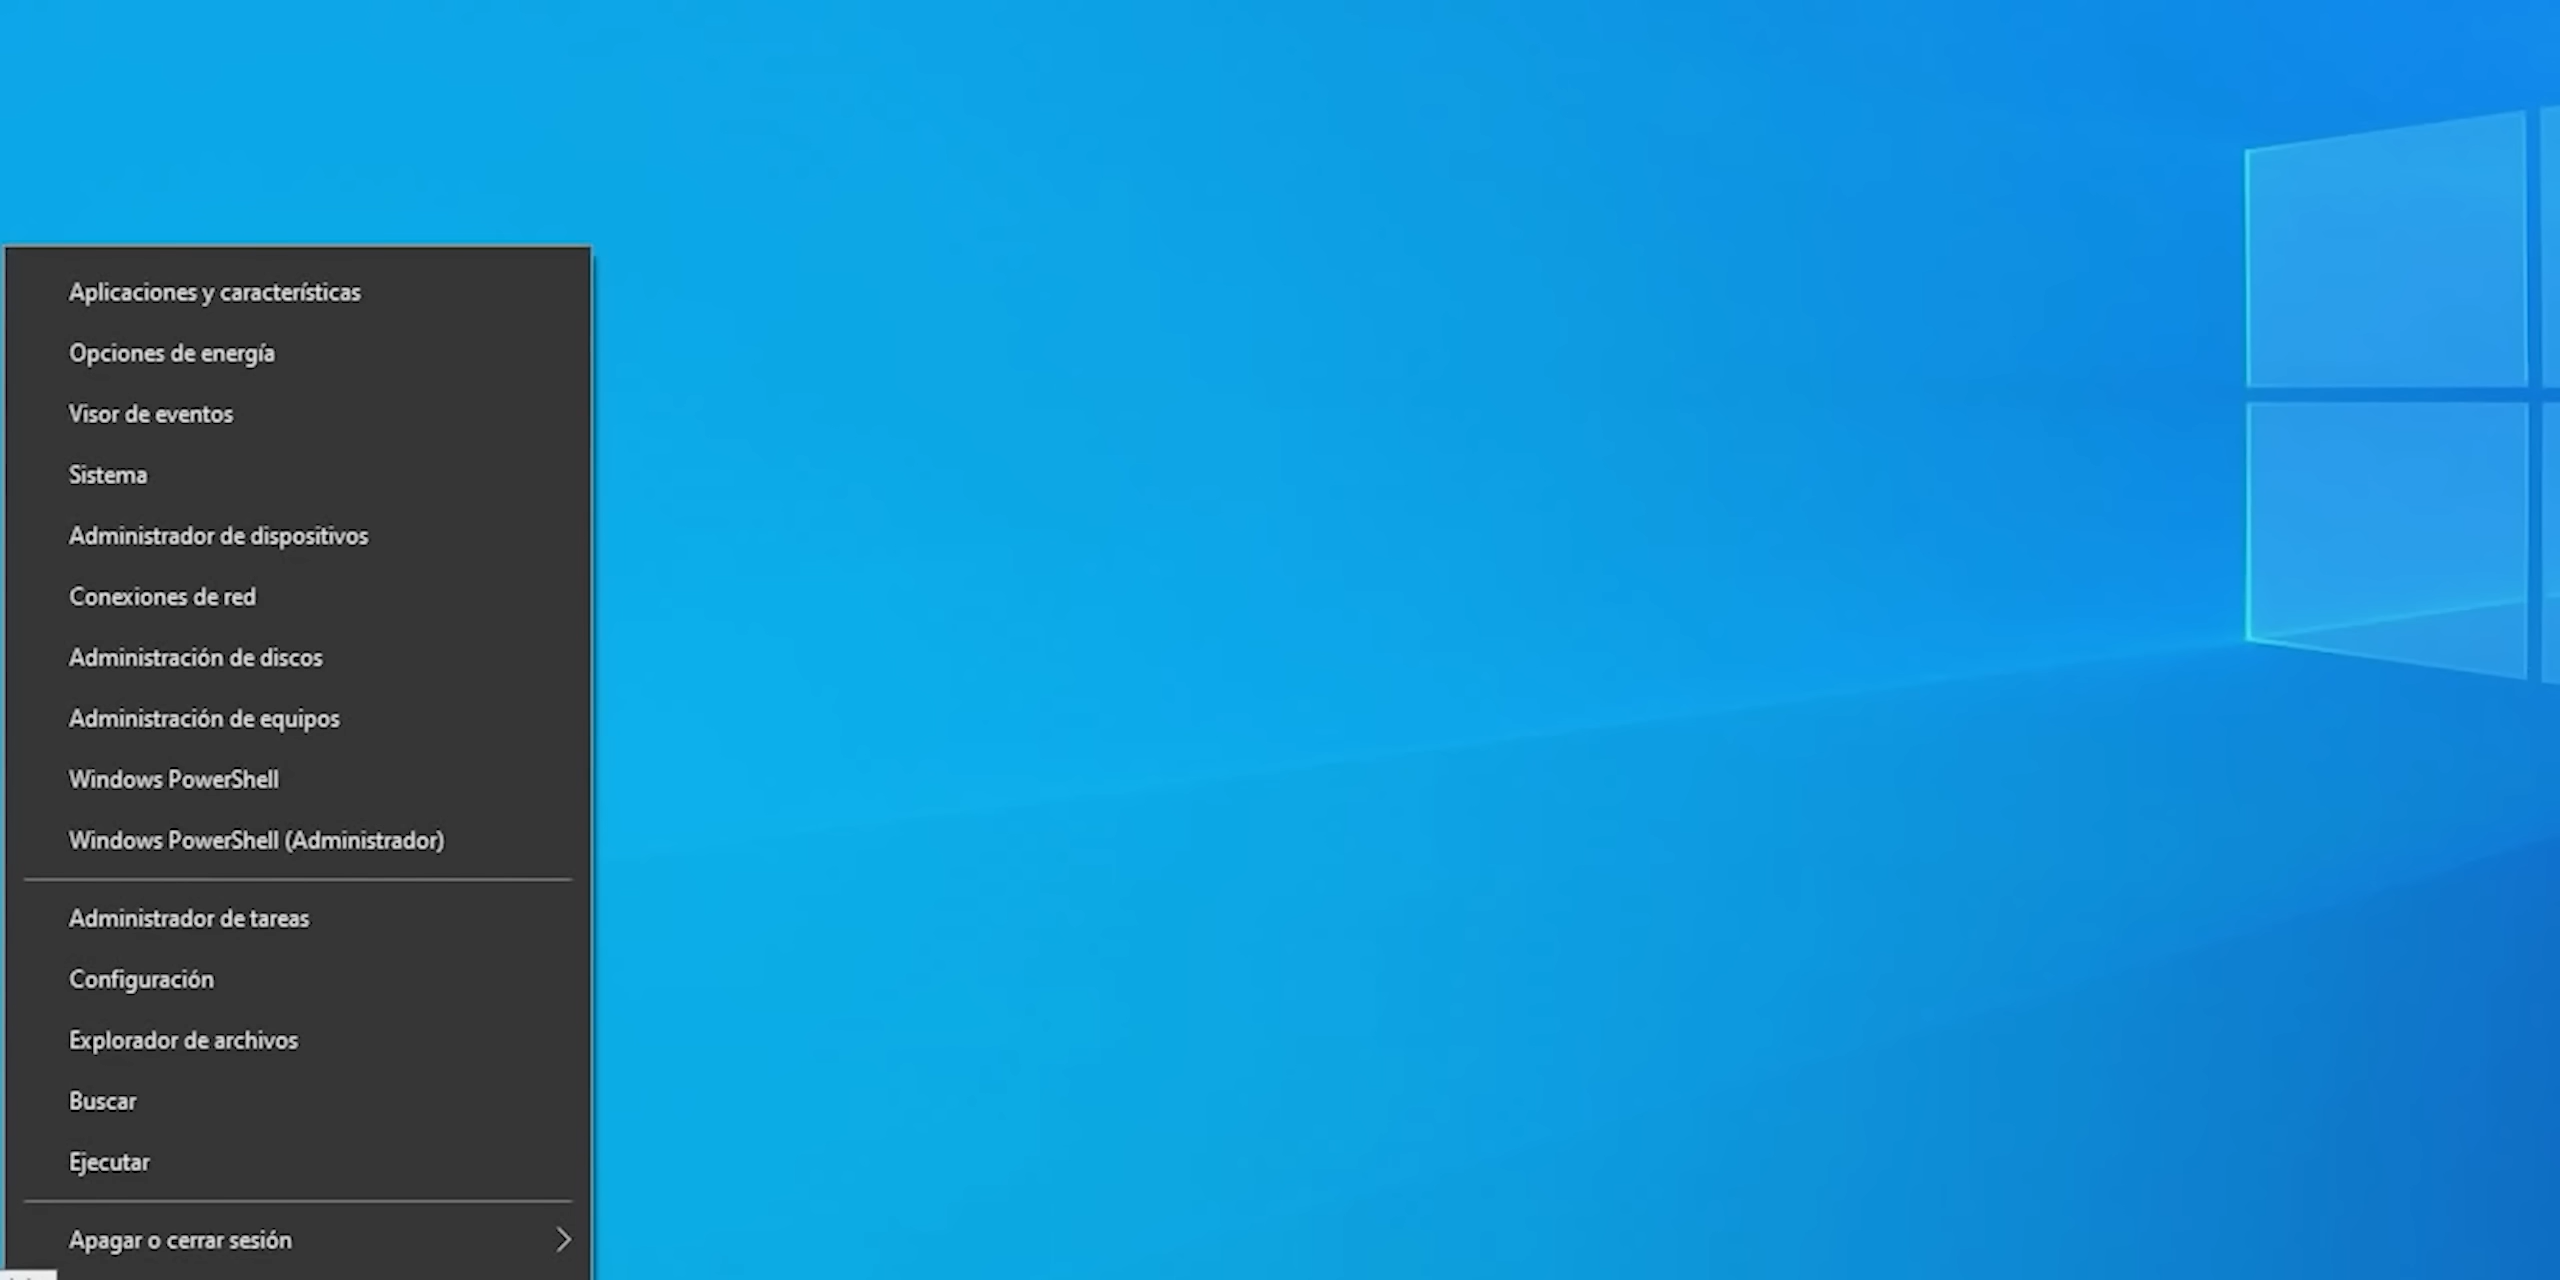 Aplicaciones y características
Opciones de energía
Visor de eventos
Sistema
Administrador de dispositivos
Conexiones de red
Administración de discos
Administración de equipos
Windows PowerShell
Windows PowerShell (Administrador)
Administrador de tareas
Configuración
Explorador de archivos
Buscar
Ejecutar
Apagar o cerrar sesión